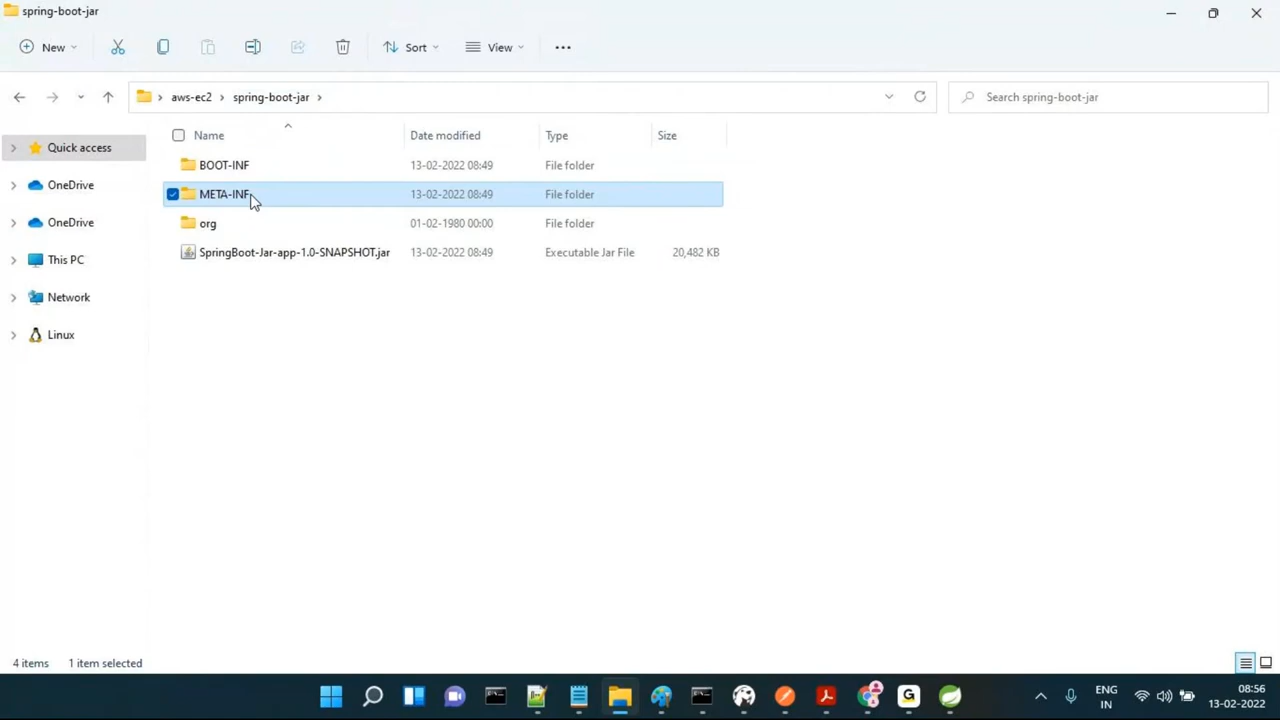 spring-boot-jar
New
Sort
View
aws-ec2 spring-boot-jar
Search spring-boot-jar
Name Date modified Type Size
Quick access
OneDrive
OneDrive
This PC
Network
Linux
BOOT-INF 13-02-2022 08:49 File folder
META-INF 13-02-2022 08:49 File folder
org 01-02-1980 00:00 File folder
SpringBoot-Jar-app-1.0-SNAPSHOT.jar 13-02-2022 08:49 Executable Jar File 20,482 KB
4 items 1 item selected
G
ENG
IN
08:56
13-02-2022